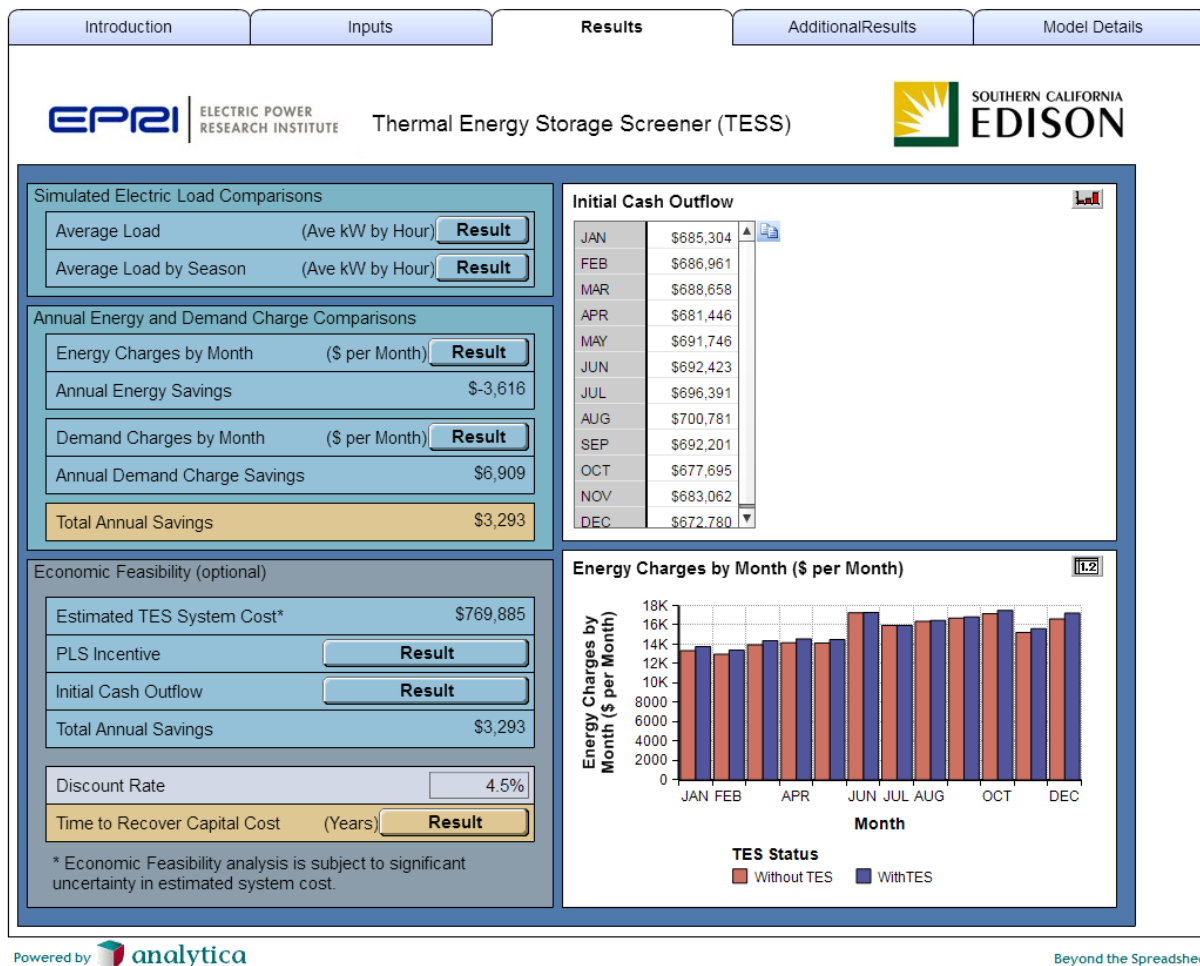 Introduction
Inputs
Results
AdditionalResults
Model Details
EPRI
ELECTRIC POWER
RESEARCH INSTITUTE
Thermal Energy Storage Screener (TESS)
SOUTHERN CALIFORNIA
EDISON
Simulated Electric Load Comparisons
Average Load (Ave kW by Hour) Result
Average Load by Season (Ave kW by Hour) Result
Annual Energy and Demand Charge Comparisons
Energy Charges by Month ($ per Month) Result
Annual Energy Savings $-3,616
Demand Charges by Month ($ per Month) Result
Annual Demand Charge Savings $6,909
Total Annual Savings $3,293
Economic Feasibility (optional)
Estimated TES System Cost* $769,885
PLS Incentive Result
Initial Cash Outflow Result
Total Annual Savings $3,293
Discount Rate 4.5%
Time to Recover Capital Cost (Years) Result
* Economic Feasibility analysis is subject to significant
uncertainty in estimated system cost.
Initial Cash Outflow
JAN $685,304
FEB $686,961
MAR $688,658
APR $681,446
MAY $691,746
JUN $692,423
JUL $696,391
AUG $700,781
SEP $692,201
OCT $677,695
NOV $683,062
DEC $672,780
Energy Charges by Month ($ per Month)
1.2
Energy Charges by
Month ($ per Month)
18K
16K
14K
12K
10K
8000
6000
4000
2000
0
JAN FEB APR JUN JUL AUG OCT DEC
Month
TES Status
Without TES WithTES
Powered by analytica
Beyond the Spreadshe